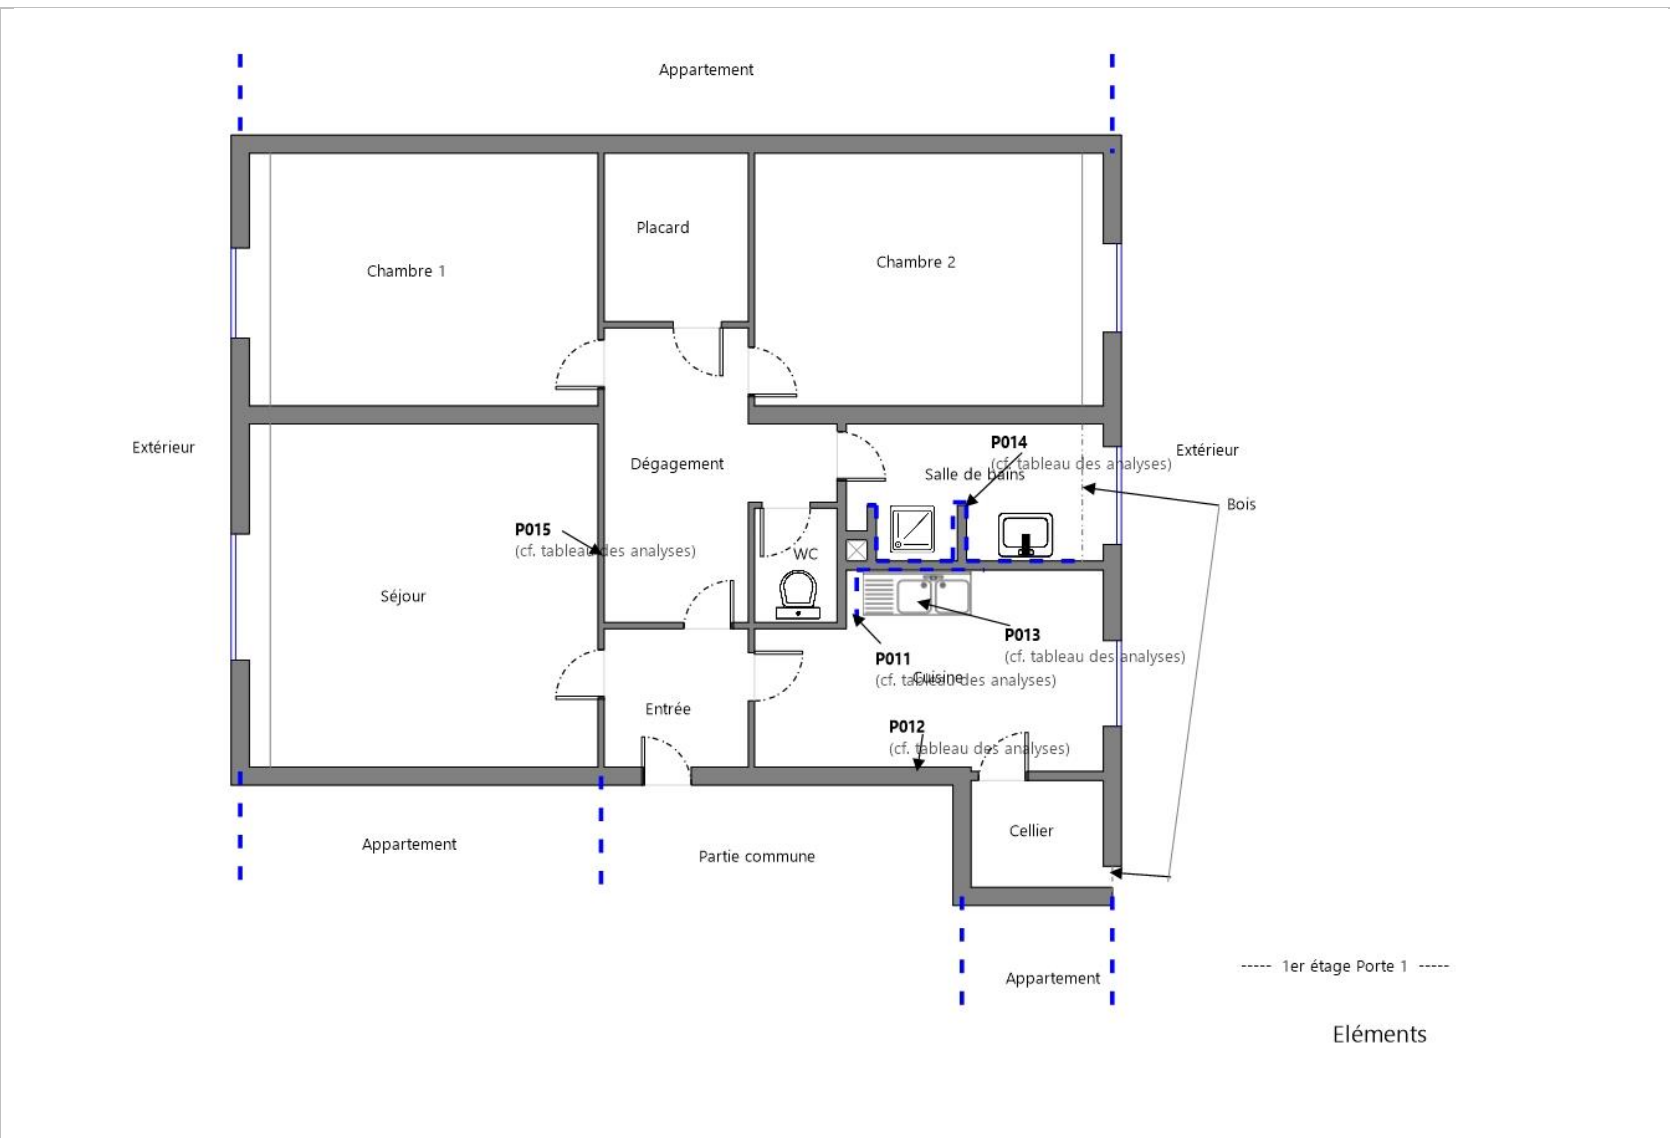 Appartement
Placard
Chambre 1
Chambre 2
Extérieur
P014
(cf. tableau des analyses)
Salle de bains
Extérieur
Dégagement
Bois
P015
(cf. tableau des analyses)
WC
Séjour
P013
(cf. tableau des analyses)
P011
(cf. tableau des analyses)
Cuisine
Entrée
P012
(cf. tableau des analyses)
Cellier
Appartement
Partie commune
Appartement
----- 1er étage Porte 1 -----
Eléments